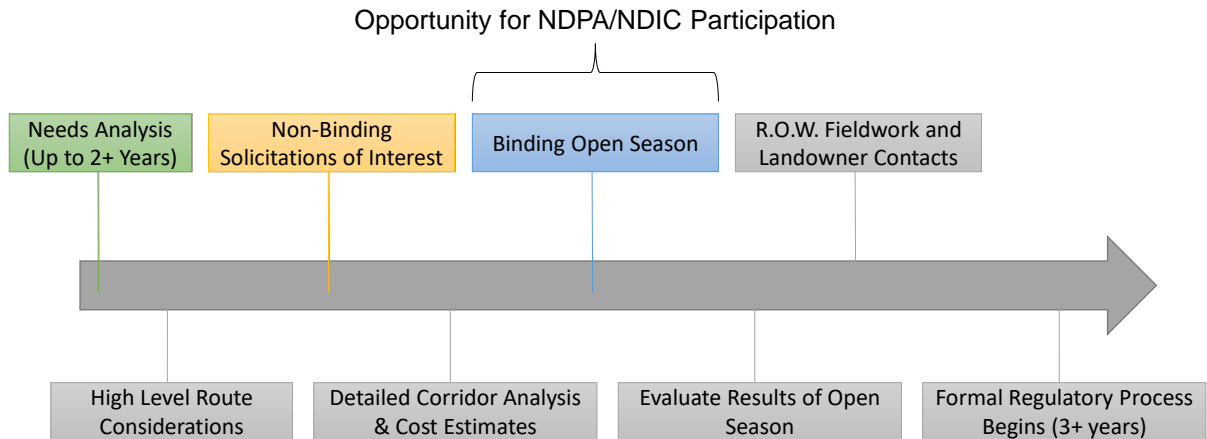 Opportunity for NDPA/NDIC Participation
Needs Analysis
(Up to 2+ Years)
Non-Binding
Solicitations of Interest
Binding Open Season
R.O.W. Fieldwork and
Landowner Contacts
High Level Route
Considerations
Detailed Corridor Analysis
& Cost Estimates
Evaluate Results of Open
Season
Formal Regulatory Process
Begins (3+ years)